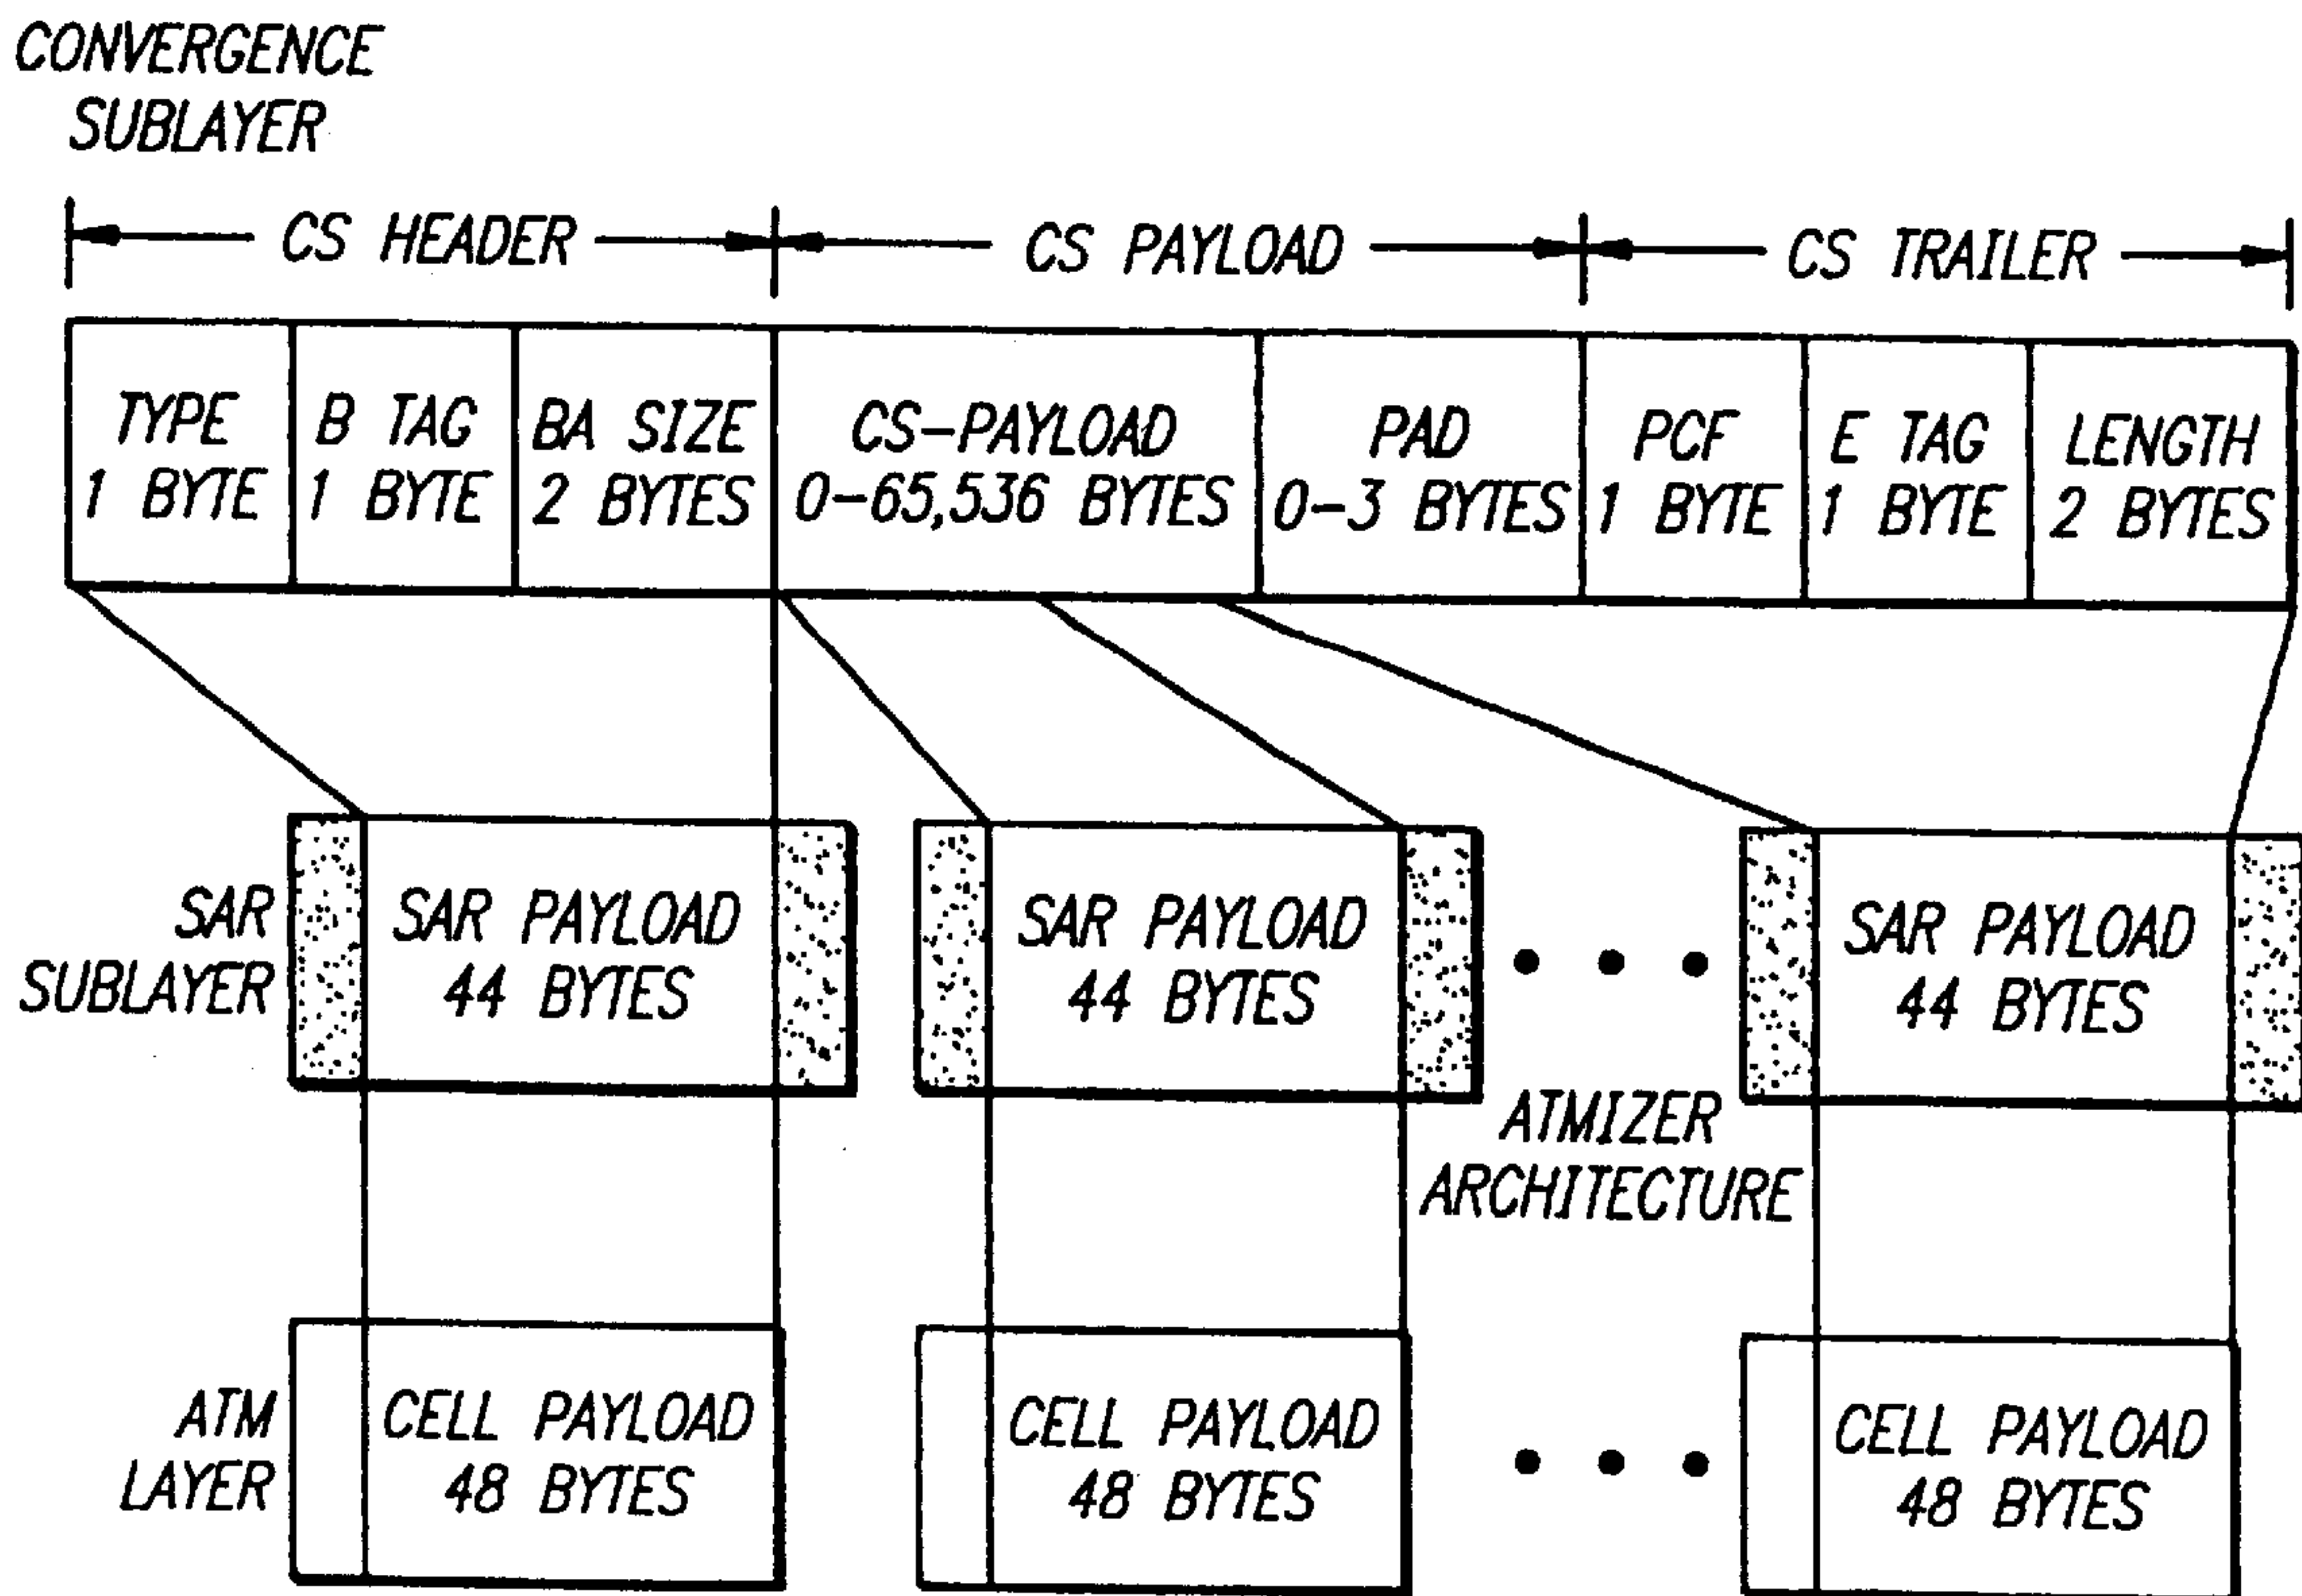 CONVERGENCE
SUBLAYER
CS HEADER CS PAYLOAD CS TRAILER
TYPE B TAG BA SIZE CS-PAYLOAD PAD PCF E TAG LENGTH
1 BYTE 1 BYTE 2 BYTES 0-65,536 BYTES 0-3 BYTES 1 BYTE 1 BYTE 2 BYTES
SAR
SUBLAYER
SAR PAYLOAD
44 BYTES
SAR PAYLOAD
44 BYTES
SAR PAYLOAD
44 BYTES
ATMIZER
ARCHITECTURE
ATM
LAYER
CELL PAYLOAD
48 BYTES
CELL PAYLOAD
48 BYTES
CELL PAYLOAD
48 BYTES